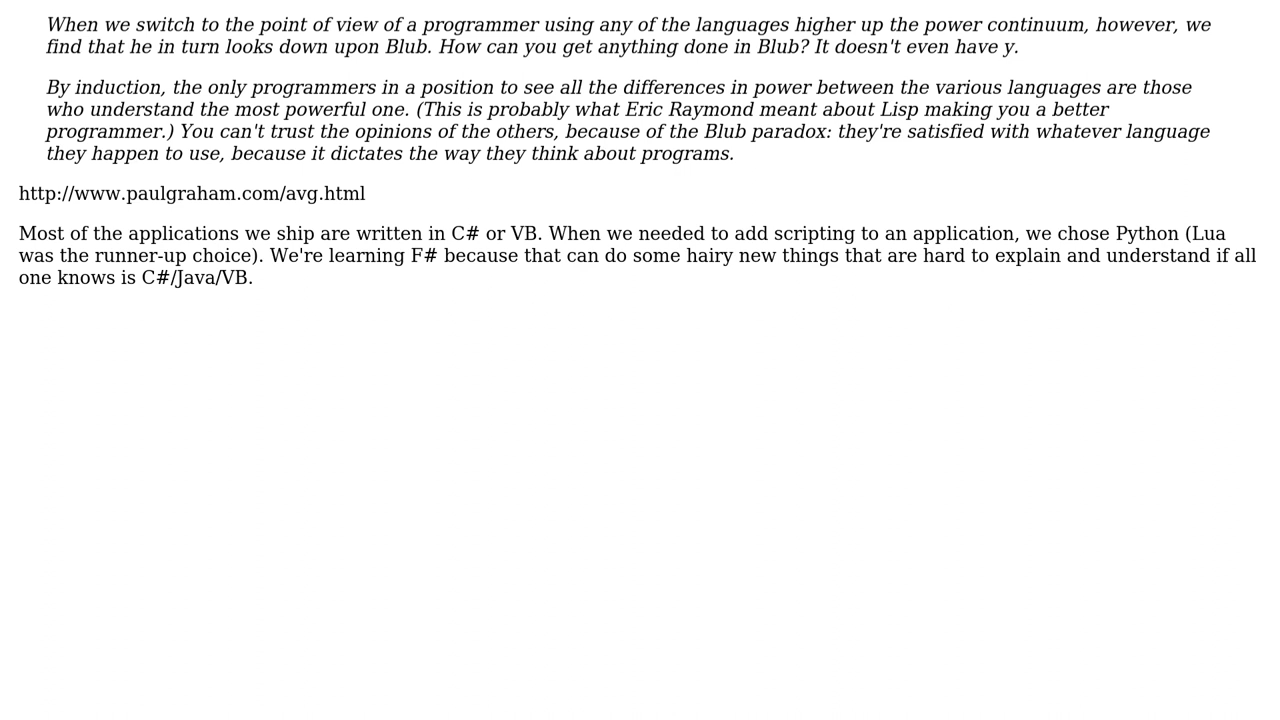 When we switch to the point of view of a programmer using any of the languages higher up the power continuum, however, we
find that he in turn looks down upon Blub. How can you get anything done in Blub? It doesn't even have y.
By induction, the only programmers in a position to see all the differences in power between the various languages are those
who understand the most powerful one. (This is probably what Eric Raymond meant about Lisp making you a better
programmer.) You can't trust the opinions of the others, because of the Blub paradox: they're satisfied with whatever language
they happen to use, because it dictates the way they think about programs.
http://www.paulgraham.com/avg.html
Most of the applications we ship are written in C# or VB. When we needed to add scripting to an application, we chose Python (Lua
was the runner-up choice). We're learning F# because that can do some hairy new things that are hard to explain and understand if all
one knows is C#/Java/VB.